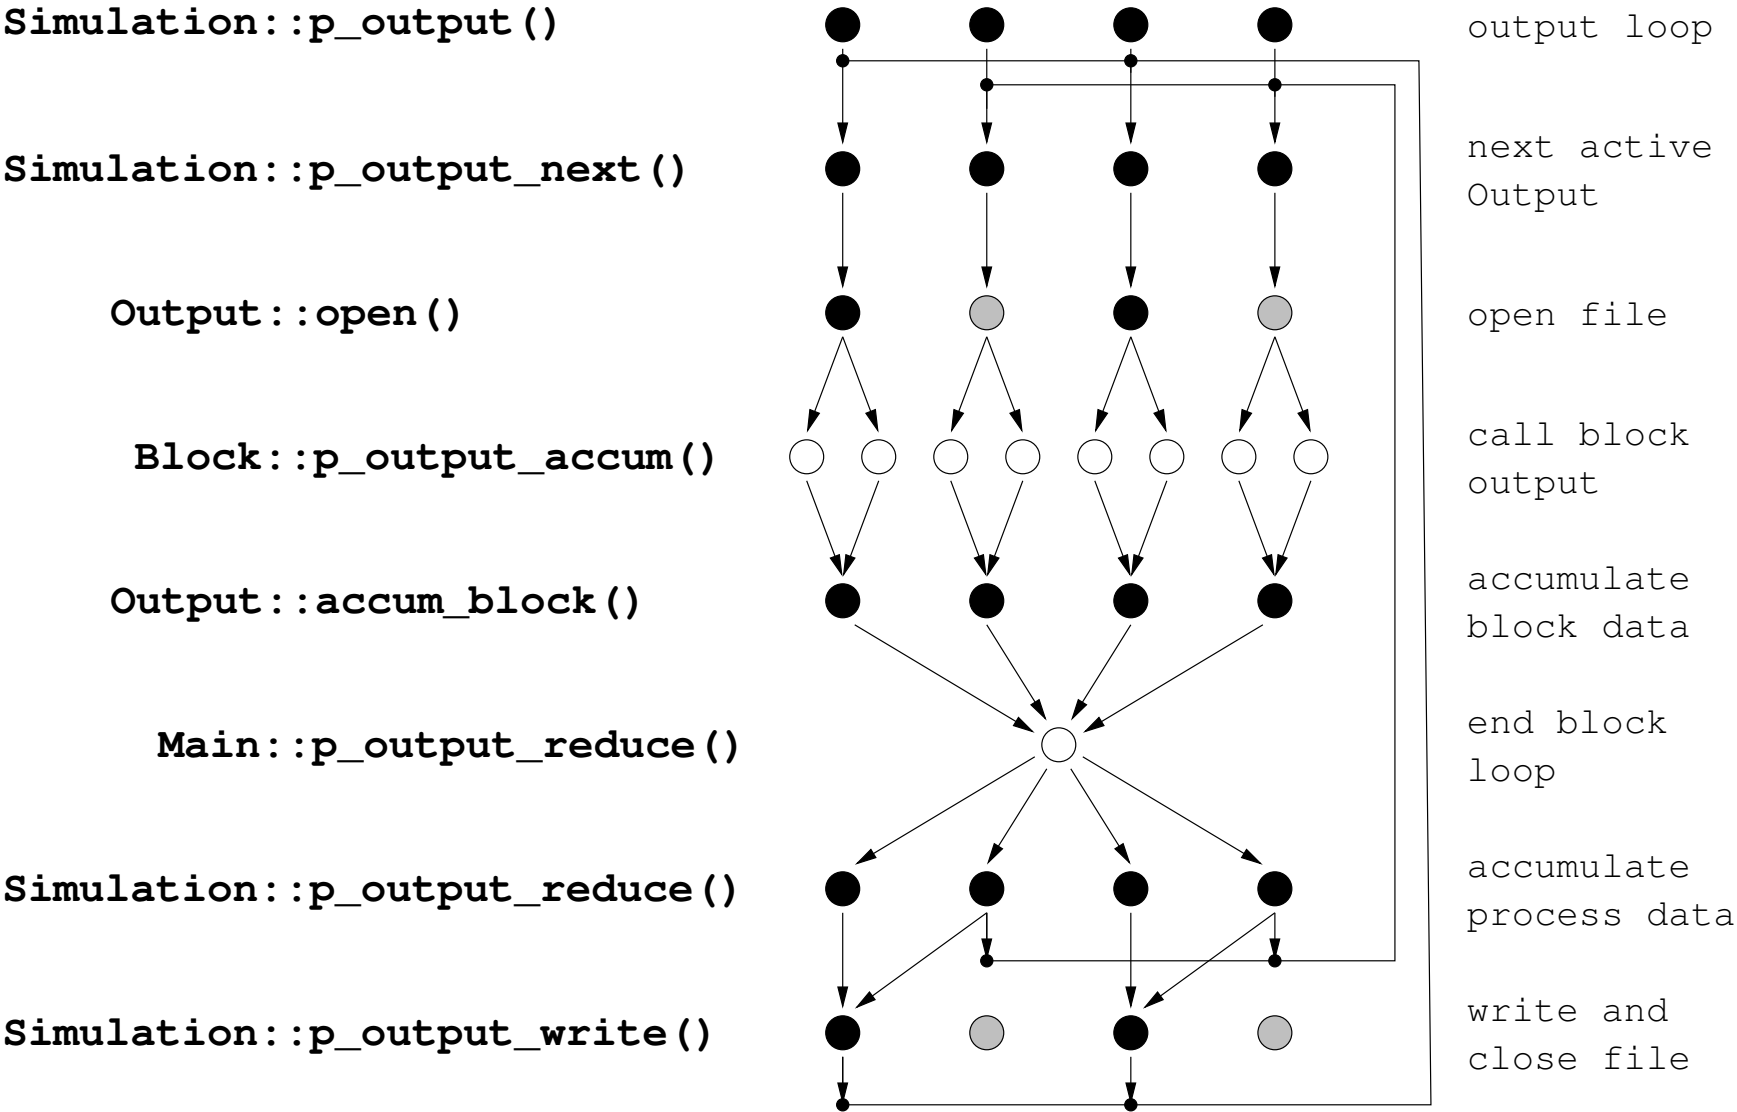 Simulation::p_output()
output loop
Simulation::p_output_next()
next active
Output
Output::open()
open file
Block::p_output_accum()
call block
output
Output::accum_block()
accumulate
block data
Main::p_output_reduce()
end block
loop
Simulation::p_output_reduce()
accumulate
process data
Simulation::p_output_write()
write and
close file